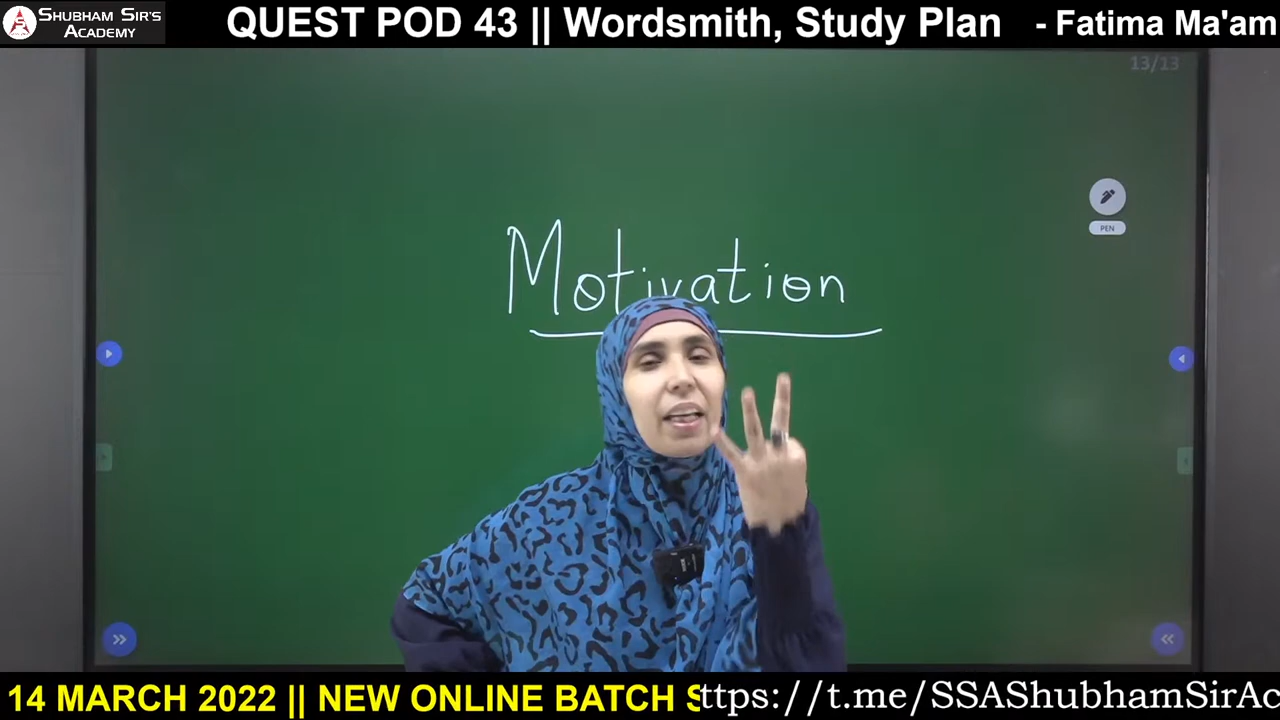 SHUBHAM SIR'S
ACADEMY
QUEST POD 43 || Wordsmith, Study Plan - Fatima Ma'am
13/13
PEN
Motivation
14 MARCH 2022 || NEW ONLINE BATCH S
ttps://t.me/SSAShubhamSirAc